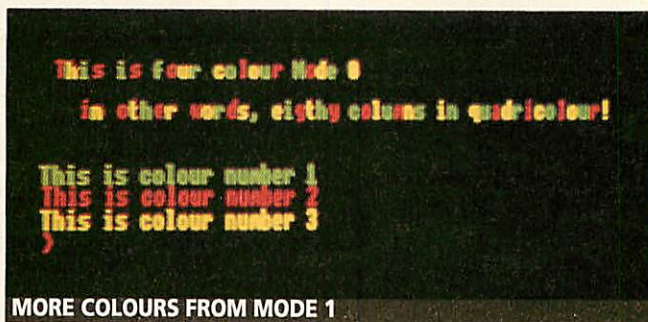 This is four colour Mode 0
in other words, eigthy columns in quadricolour!
This is colour number 1
This is colour number 2
This is colour number 3
>
MORE COLOURS FROM MODE 1